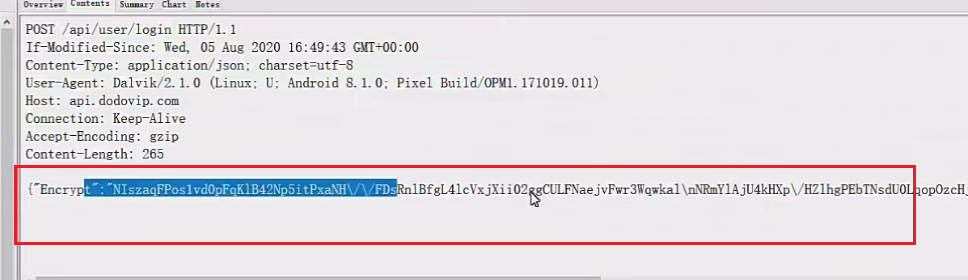 Overview Contents Summary Chart Notes
POST /api/user/login HTTP/1.1
If-Modified-Since: Wed, 05 Aug 2020 16:49:43 GMT+00:00
Content-Type: application/json; charset=utf-8
User-Agent: Dalvik/2.1.0 (Linux; U; Android 8.1.0; Pixel Build/OPM1.171019.011)
Host: api.dodovip.com
Connection: Keep-Alive
Accept-Encoding: gzip
Content-Length: 265
{"Encrypt":"NIszaqFPos1vd0pFqKlB42Np5itPxaNH\/\/FDsRnlBfgL4lcVxjXii02ggCULFNaejvFwr3Wqwkal\nNRmYlAjU4kHXp\/HZlhgPEbTNsdU0LqopOzcHj